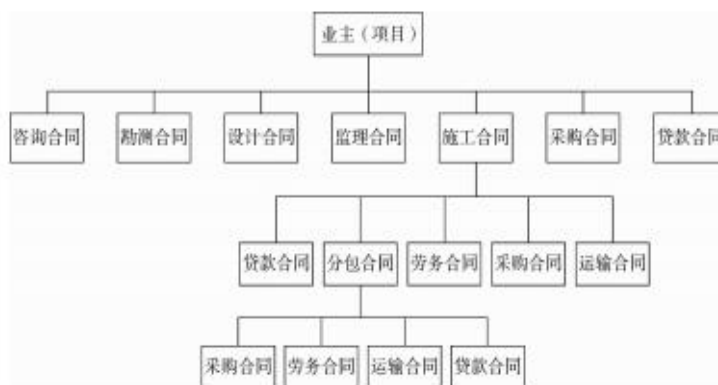 业主(项目)
咨询合同 勘测合同 设计合同 监理合同 施工合同 采购合同 贷款合同
贷款合同 分包合同 劳务合同 采购合同 运输合同
采购合同 劳务合同 运输合同 贷款合同